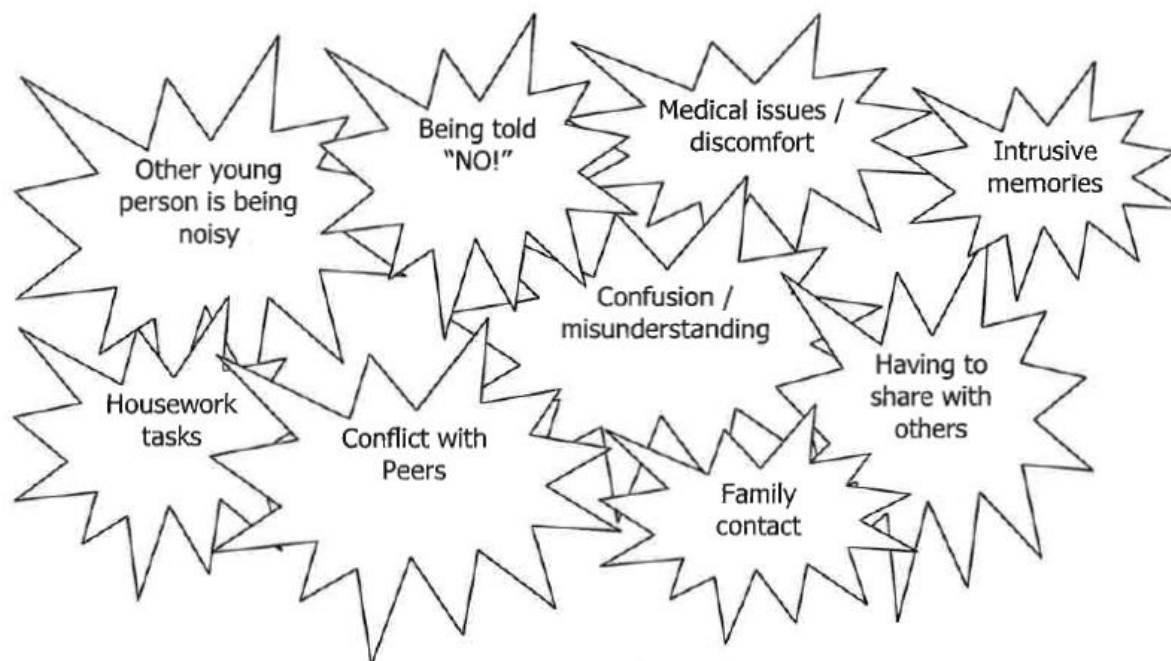 Other young
person is being
noisy
Being told
“NO!”
Medical issues /
discomfort
Intrusive
memories
Confusion /
misunderstanding
Having to
share with
others
Housework
tasks
Conflict with
Peers
Family
contact